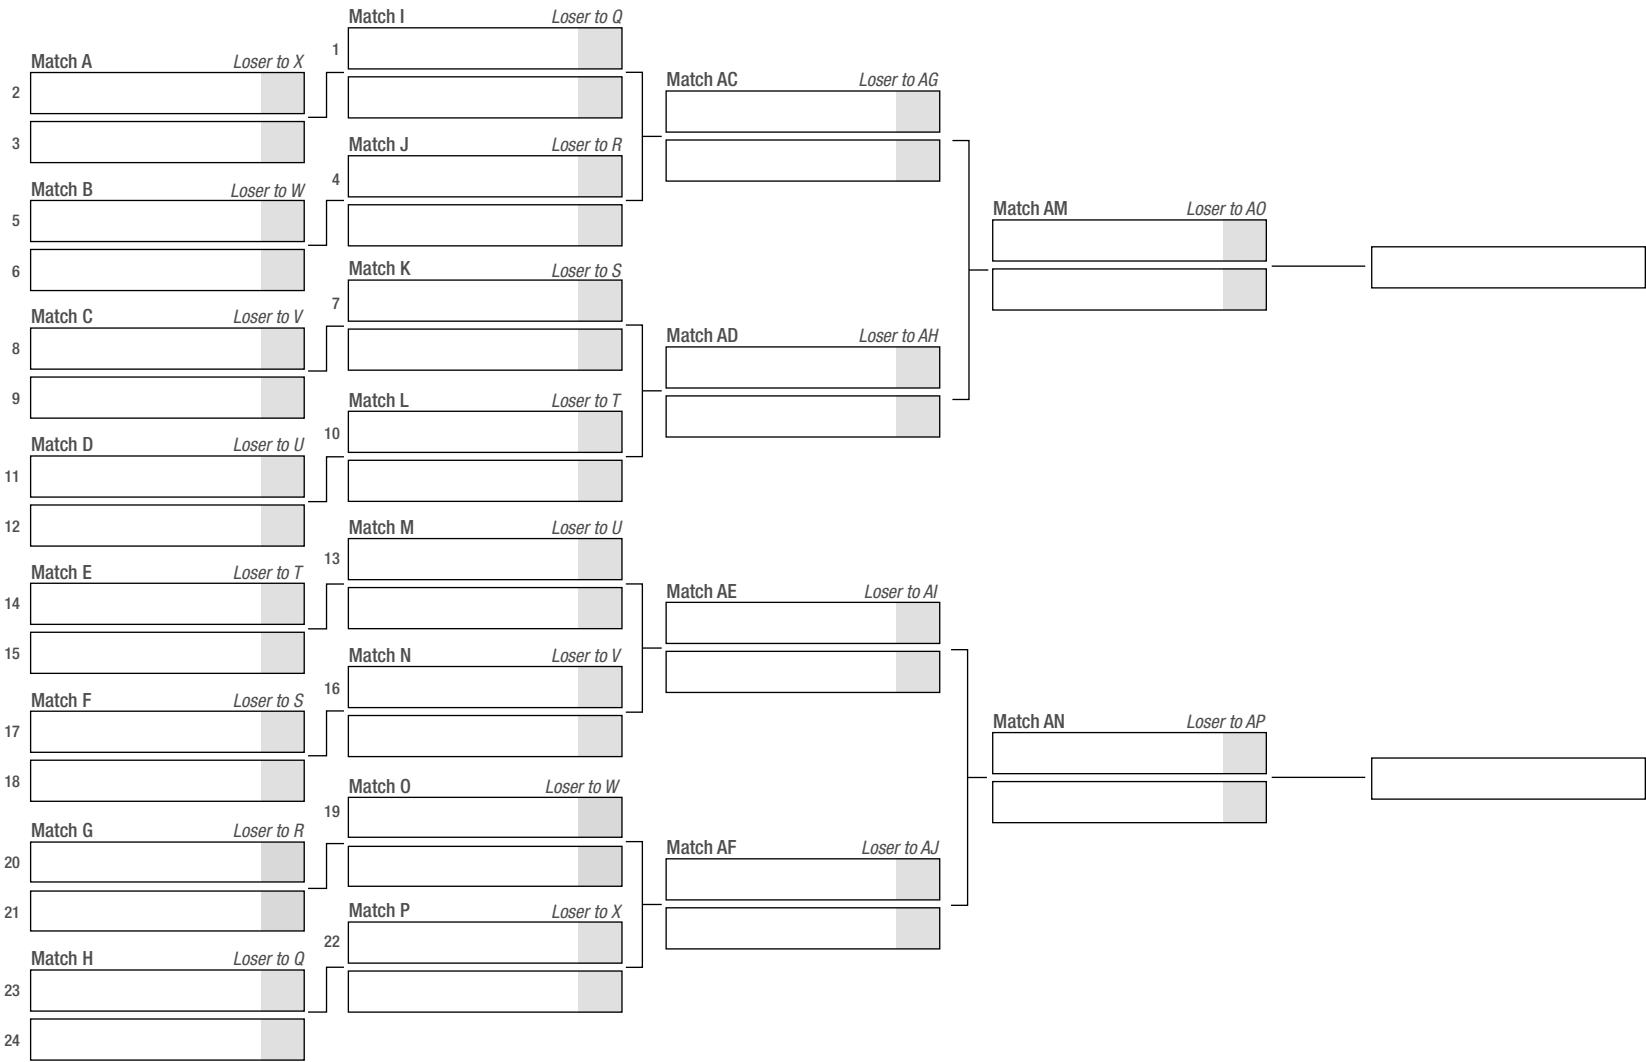 Match A Loser to X
2
3
Match B Loser to W
5
6
Match C Loser to V
8
9
Match D Loser to U
11
12
Match E Loser to T
14
15
Match F Loser to S
17
18
Match G Loser to R
20
21
Match H Loser to Q
23
24
Match I Loser to Q
1
Match J Loser to R
4
Match K Loser to S
7
Match L Loser to T
10
Match M Loser to U
13
Match N Loser to V
16
Match O Loser to W
19
Match P Loser to X
22
Match AC Loser to AG
Match AD Loser to AH
Match AE Loser to AI
Match AF Loser to AJ
Match AM Loser to AO
Match AN Loser to AP